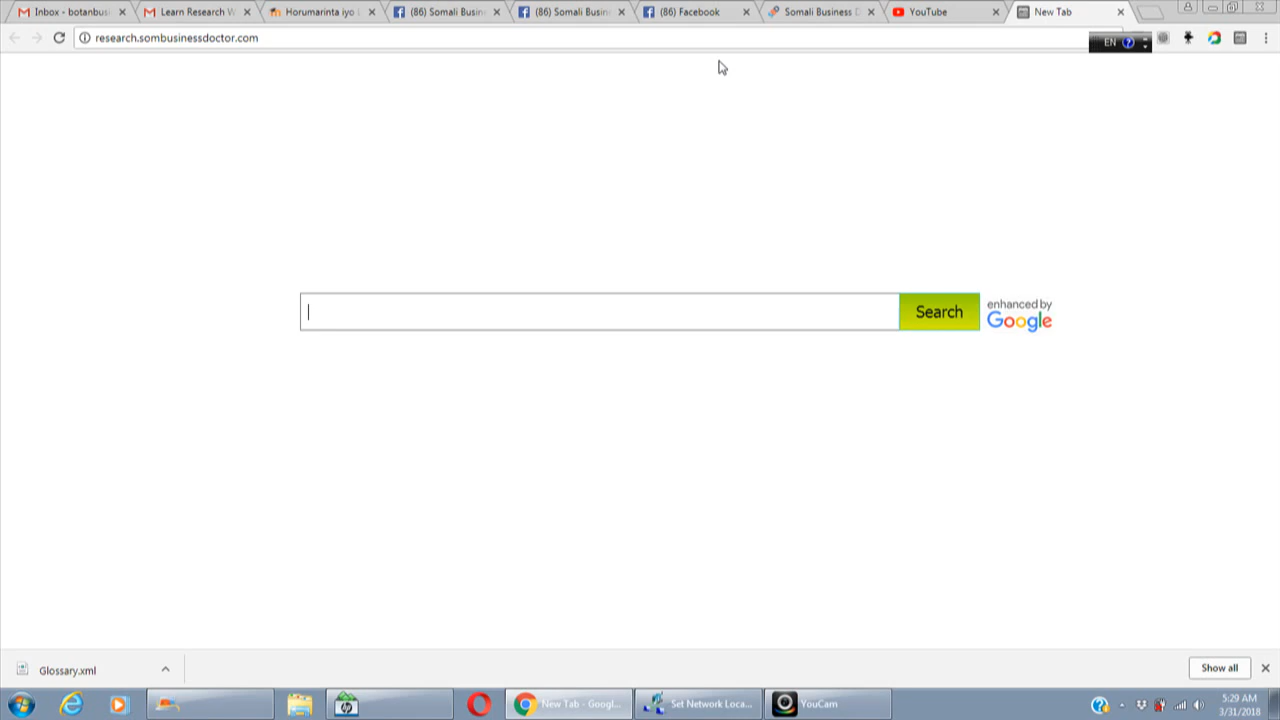 Inbox - botanbus
Learn Research W
Horumarinta iyo
(86) Somali Busin
(86) Somali Busin
(86) Facebook
Somali Business D
YouTube
New Tab
research.sombusinessdoctor.com
EN
Search
enhanced by
Google
Glossary.xml
Show all
New Tab - Googl...
Set Network Loca...
YouCam
5:29 AM
3/31/2018